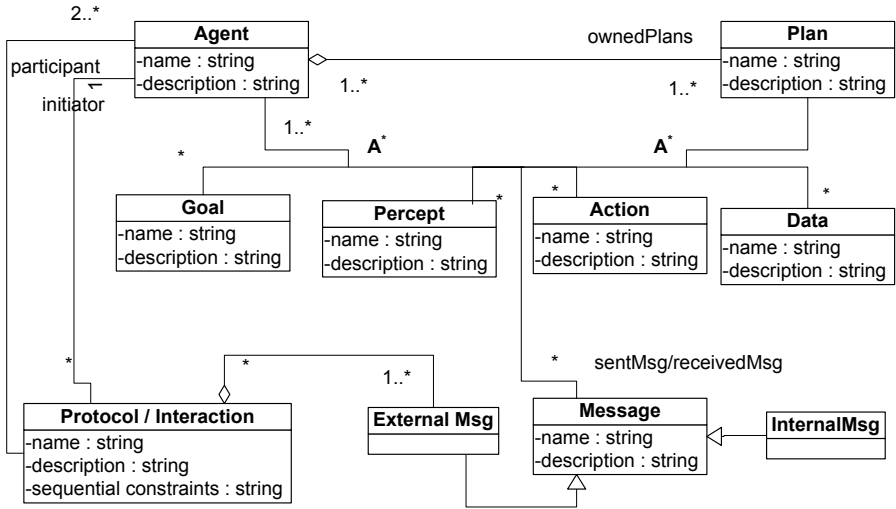 2..*
Agent
-name : string
-description : string
ownedPlans
Plan
-name : string
-description : string
participant
1
initiator
1..*
1..*
1..*
A*
A*
*
*
*
*
Goal
-name : string
-description : string
Percept
-name : string
-description : string
Action
-name : string
-description : string
Data
-name : string
-description : string
*
*
1..*
*
sentMsg/receivedMsg
Protocol / Interaction
-name : string
-description : string
-sequential constraints : string
External Msg
Message
-name : string
-description : string
InternalMsg